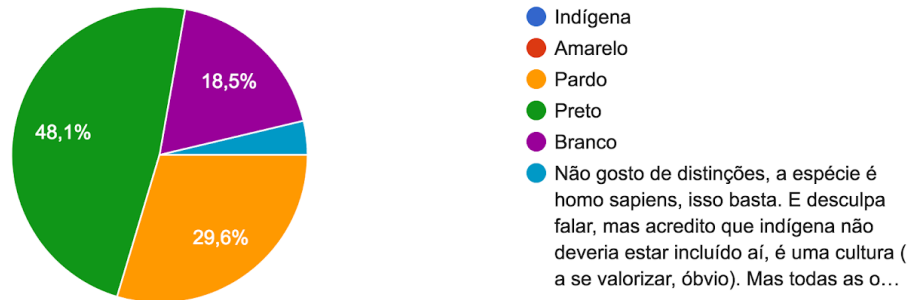 18,5%
48,1%
29,6%
Indígena
Amarelo
Pardo
Preto
Branco
Não gosto de distinções, a espécie é
homo sapiens, isso basta. E desculpa
falar, mas acredito que indígena não
deveria estar incluído aí, é uma cultura (
a se valorizar, óbvio). Mas todas as o…